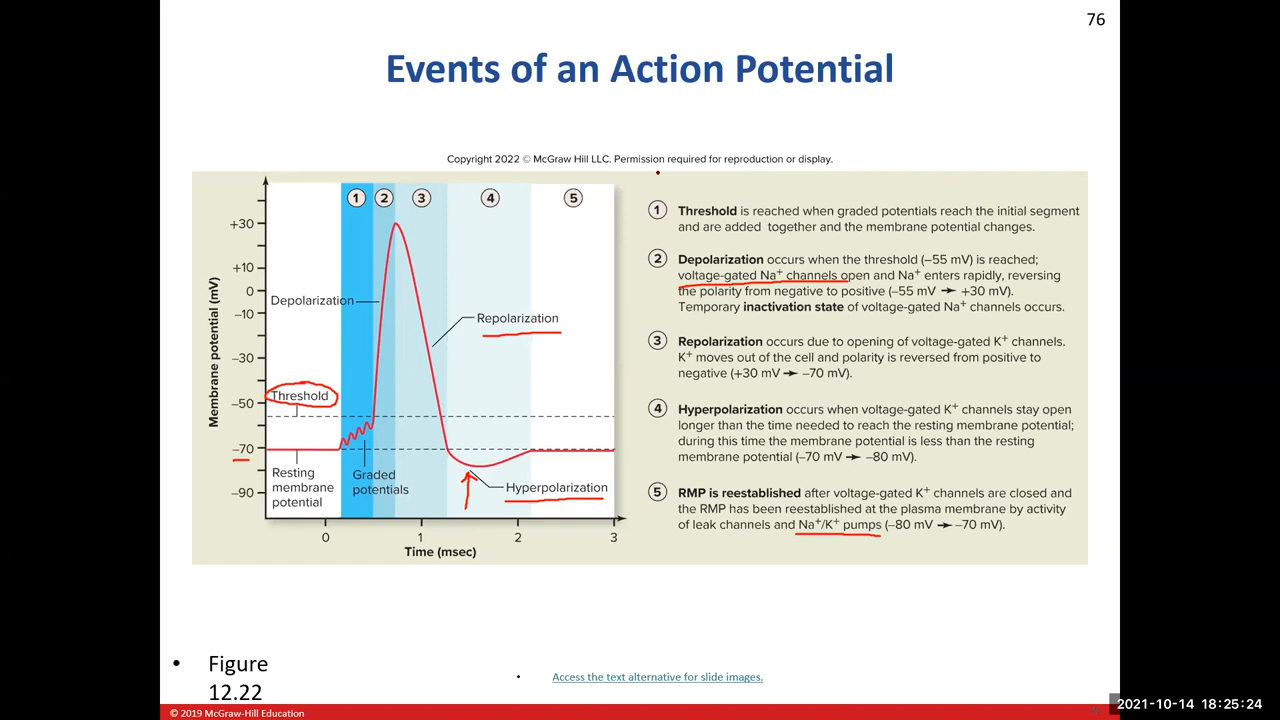 76
Events of an Action Potential
Copyright 2022 © McGraw Hill LLC. Permission required for reproduction or display.
1 2 3 4 5
+30
+10
0
−10
−30
−50
−70
−90
Membrane potential (mV)
Depolarization
Repolarization
Threshold
Resting
membrane
potential
Graded
potentials
Hyperpolarization
0 1 2 3
Time (msec)
1 Threshold is reached when graded potentials reach the initial segment
and are added together and the membrane potential changes.
2 Depolarization occurs when the threshold (−55 mV) is reached;
voltage-gated Na⁺ channels open and Na⁺ enters rapidly, reversing
the polarity from negative to positive (−55 mV → +30 mV).
Temporary inactivation state of voltage-gated Na⁺ channels occurs.
3 Repolarization occurs due to opening of voltage-gated K⁺ channels.
K⁺ moves out of the cell and polarity is reversed from positive to
negative (+30 mV → −70 mV).
4 Hyperpolarization occurs when voltage-gated K⁺ channels stay open
longer than the time needed to reach the resting membrane potential;
during this time the membrane potential is less than the resting
membrane potential (−70 mV → −80 mV).
5 RMP is reestablished after voltage-gated K⁺ channels are closed and
the RMP has been reestablished at the plasma membrane by activity
of leak channels and Na⁺/K⁺ pumps (−80 mV → −70 mV).
• Figure
12.22
• Access the text alternative for slide images.
© 2019 McGraw-Hill Education
2021-10-14 18:25:24